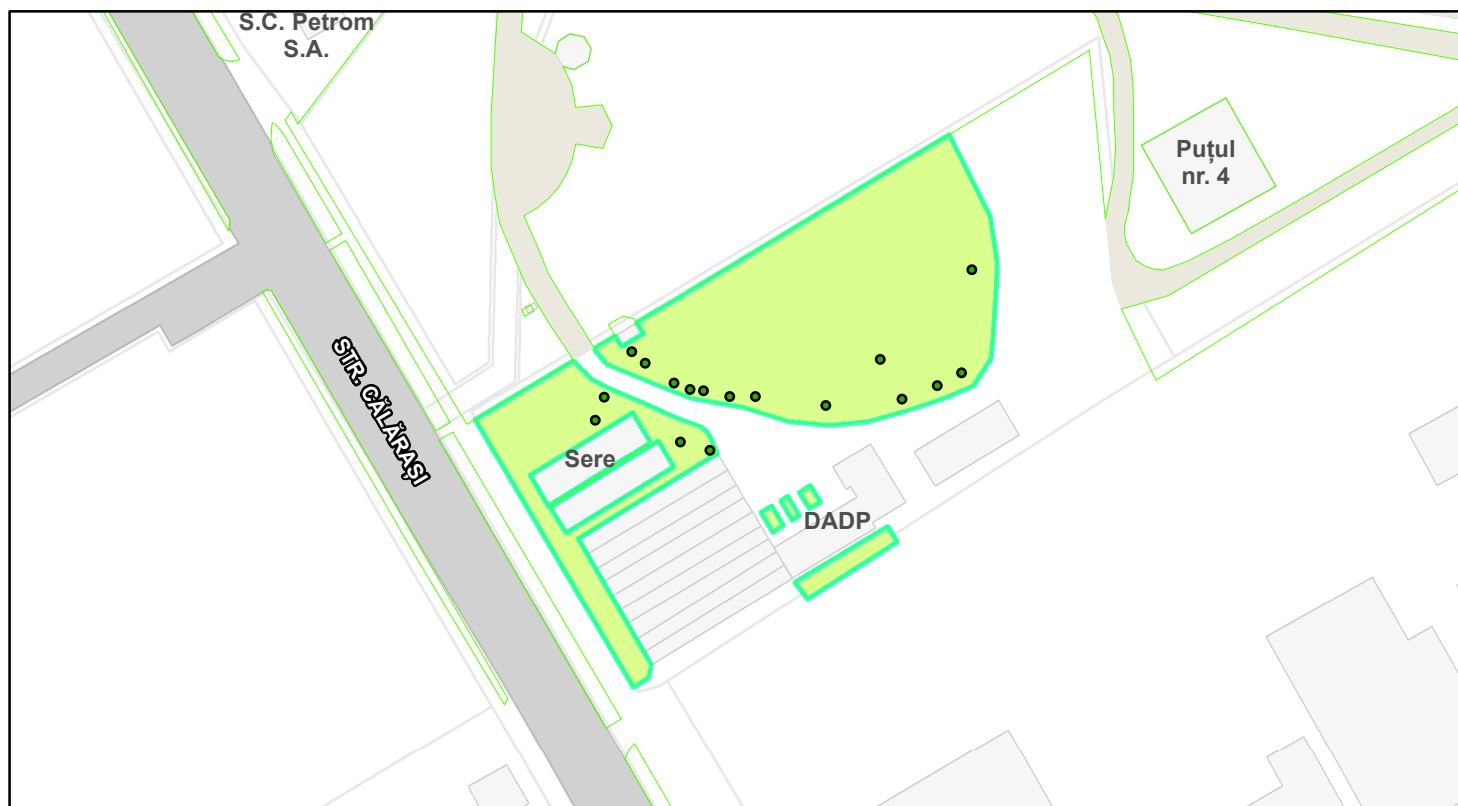 S.C. Petrom
S.A.
Puțul
nr. 4
STR. CĂLĂRAȘI
Sere
DADP